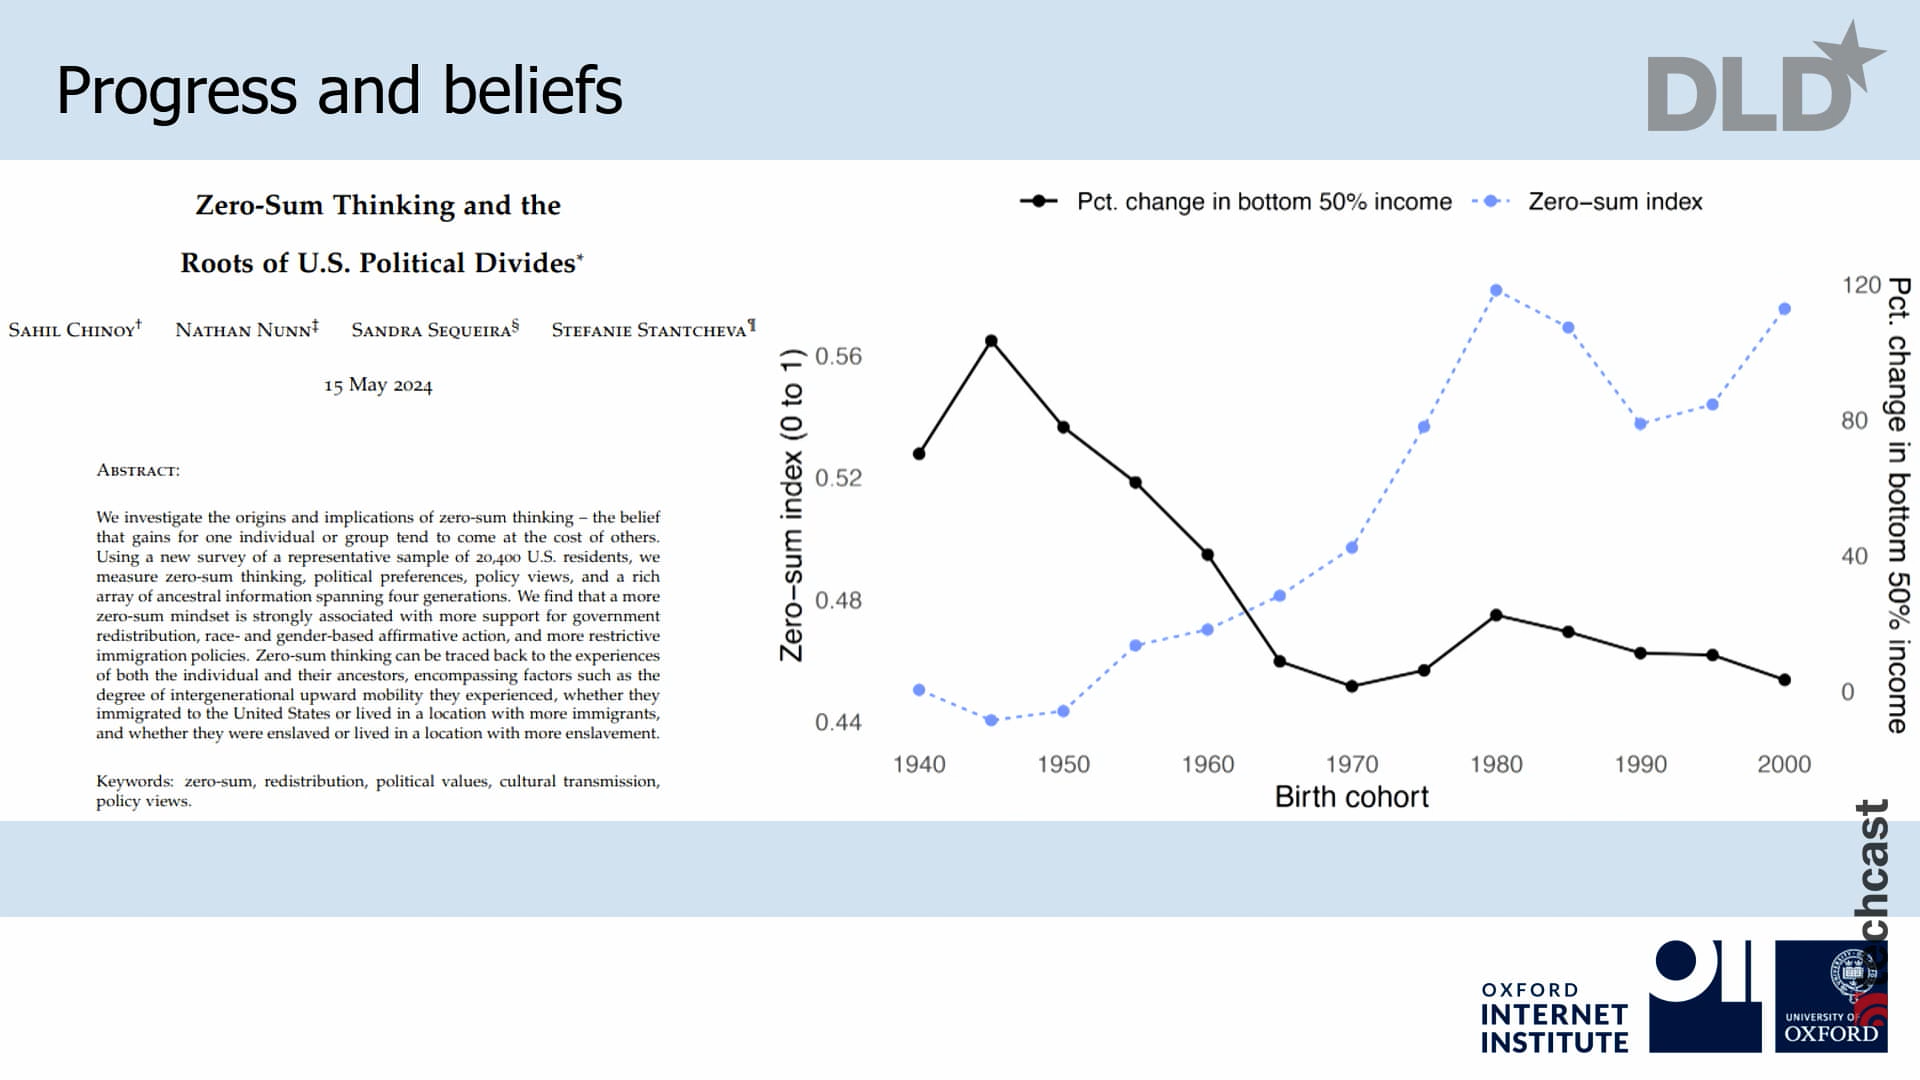 Progress and beliefs
DLD
Zero-Sum Thinking and the
Roots of U.S. Political Divides*
Sahil Chinoy† Nathan Nunn‡ Sandra Sequeira§ Stefanie Stantcheva¶
15 May 2024
Abstract:
We investigate the origins and implications of zero-sum thinking – the belief
that gains for one individual or group tend to come at the cost of others.
Using a new survey of a representative sample of 20,400 U.S. residents, we
measure zero-sum thinking, political preferences, policy views, and a rich
array of ancestral information spanning four generations. We find that a more
zero-sum mindset is strongly associated with more support for government
redistribution, race- and gender-based affirmative action, and more restrictive
immigration policies. Zero-sum thinking can be traced back to the experiences
of both the individual and their ancestors, encompassing factors such as the
degree of intergenerational upward mobility they experienced, whether they
immigrated to the United States or lived in a location with more immigrants,
and whether they were enslaved or lived in a location with more enslavement.
Keywords: zero-sum, redistribution, political values, cultural transmission,
policy views.
Pct. change in bottom 50% income Zero−sum index
Zero−sum index (0 to 1)
0.56
0.52
0.48
0.44
120
80
40
0
Pct. change in bottom 50% income
1940 1950 1960 1970 1980 1990 2000
Birth cohort
OXFORD
INTERNET
INSTITUTE
OII
UNIVERSITY OF
OXFORD